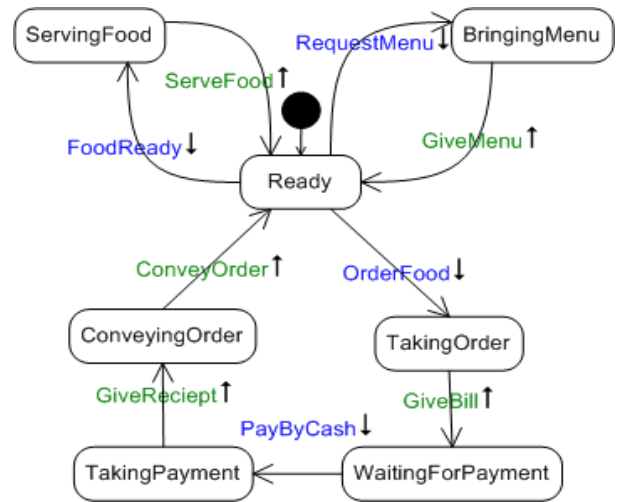 ServingFood
BringingMenu
RequestMenu↓
ServeFood↑
GiveMenu↑
FoodReady↓
Ready
ConveyOrder↑
OrderFood↓
ConveyingOrder
TakingOrder
GiveReciept↑
GiveBill↑
PayByCash↓
TakingPayment
WaitingForPayment